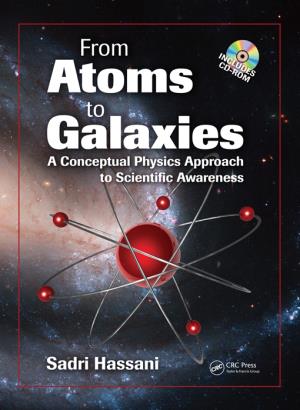 From
Atoms
to
Galaxies
INCLUDES
CD-ROM
A Conceptual Physics Approach
to Scientific Awareness
Sadri Hassani
CRC
CRC Press
Taylor & Francis Group